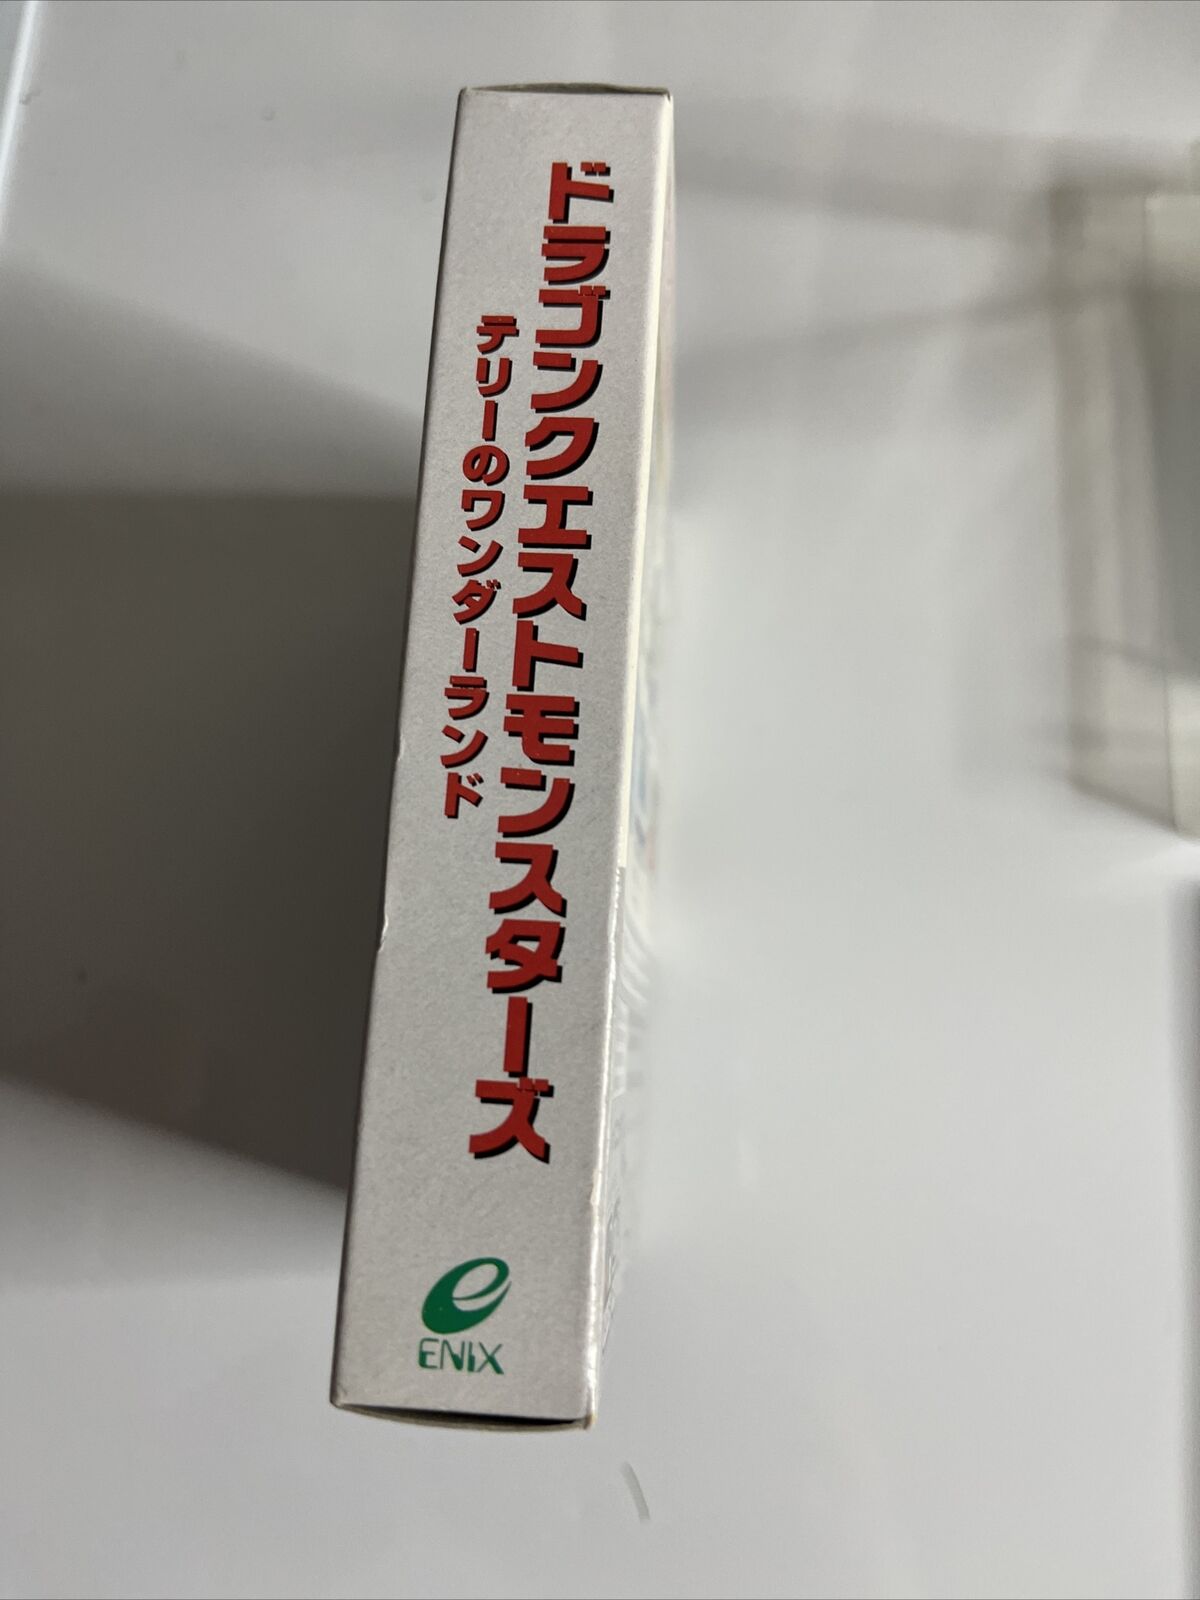 ドラゴンクエストモンスターズ
テリーのワンダーランド
ENIX